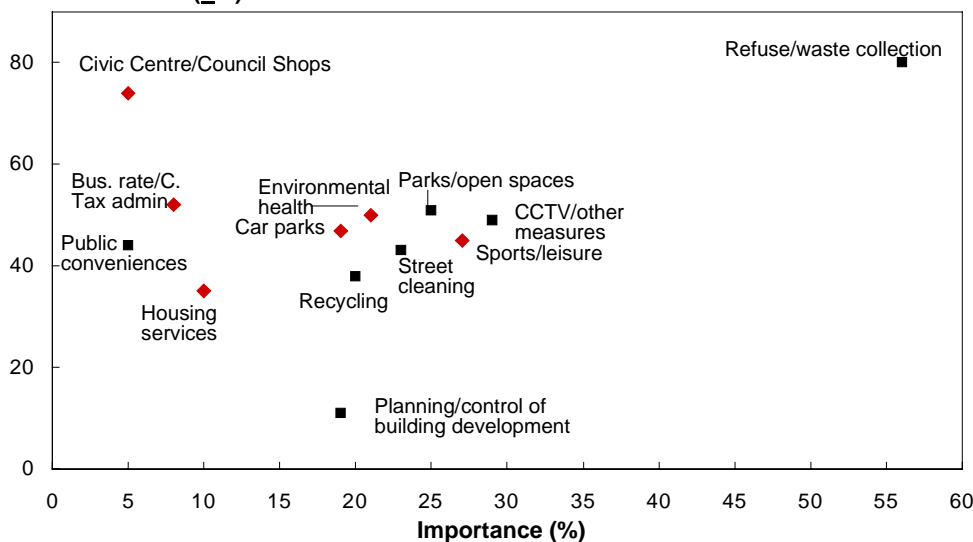 80
60
40
20
0
Civic Centre/Council Shops
Refuse/waste collection
Bus. rate/C.
Tax admin
Environmental
health
Parks/open spaces
Car parks
CCTV/other
measures
Public
conveniences
Sports/leisure
Street
cleaning
Recycling
Housing
services
Planning/control of
building development
0 5 10 15 20 25 30 35 40 45 50 55 60
Importance (%)